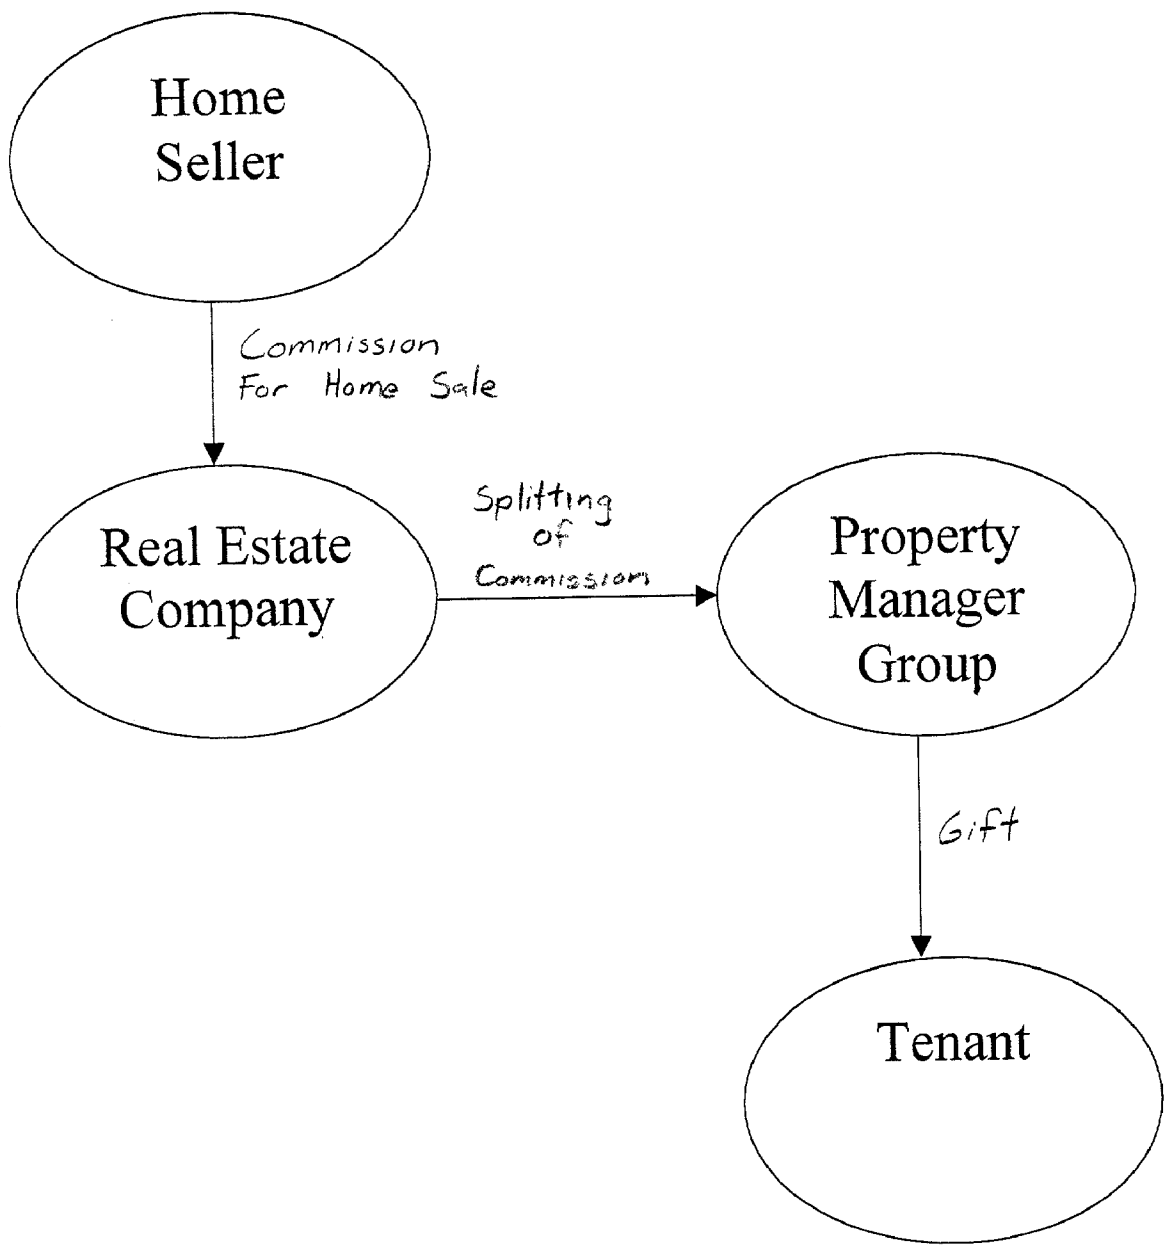 Home
Seller
Commission
For Home Sale
Real Estate
Company
Splitting
of
Commission
Property
Manager
Group
Gift
Tenant